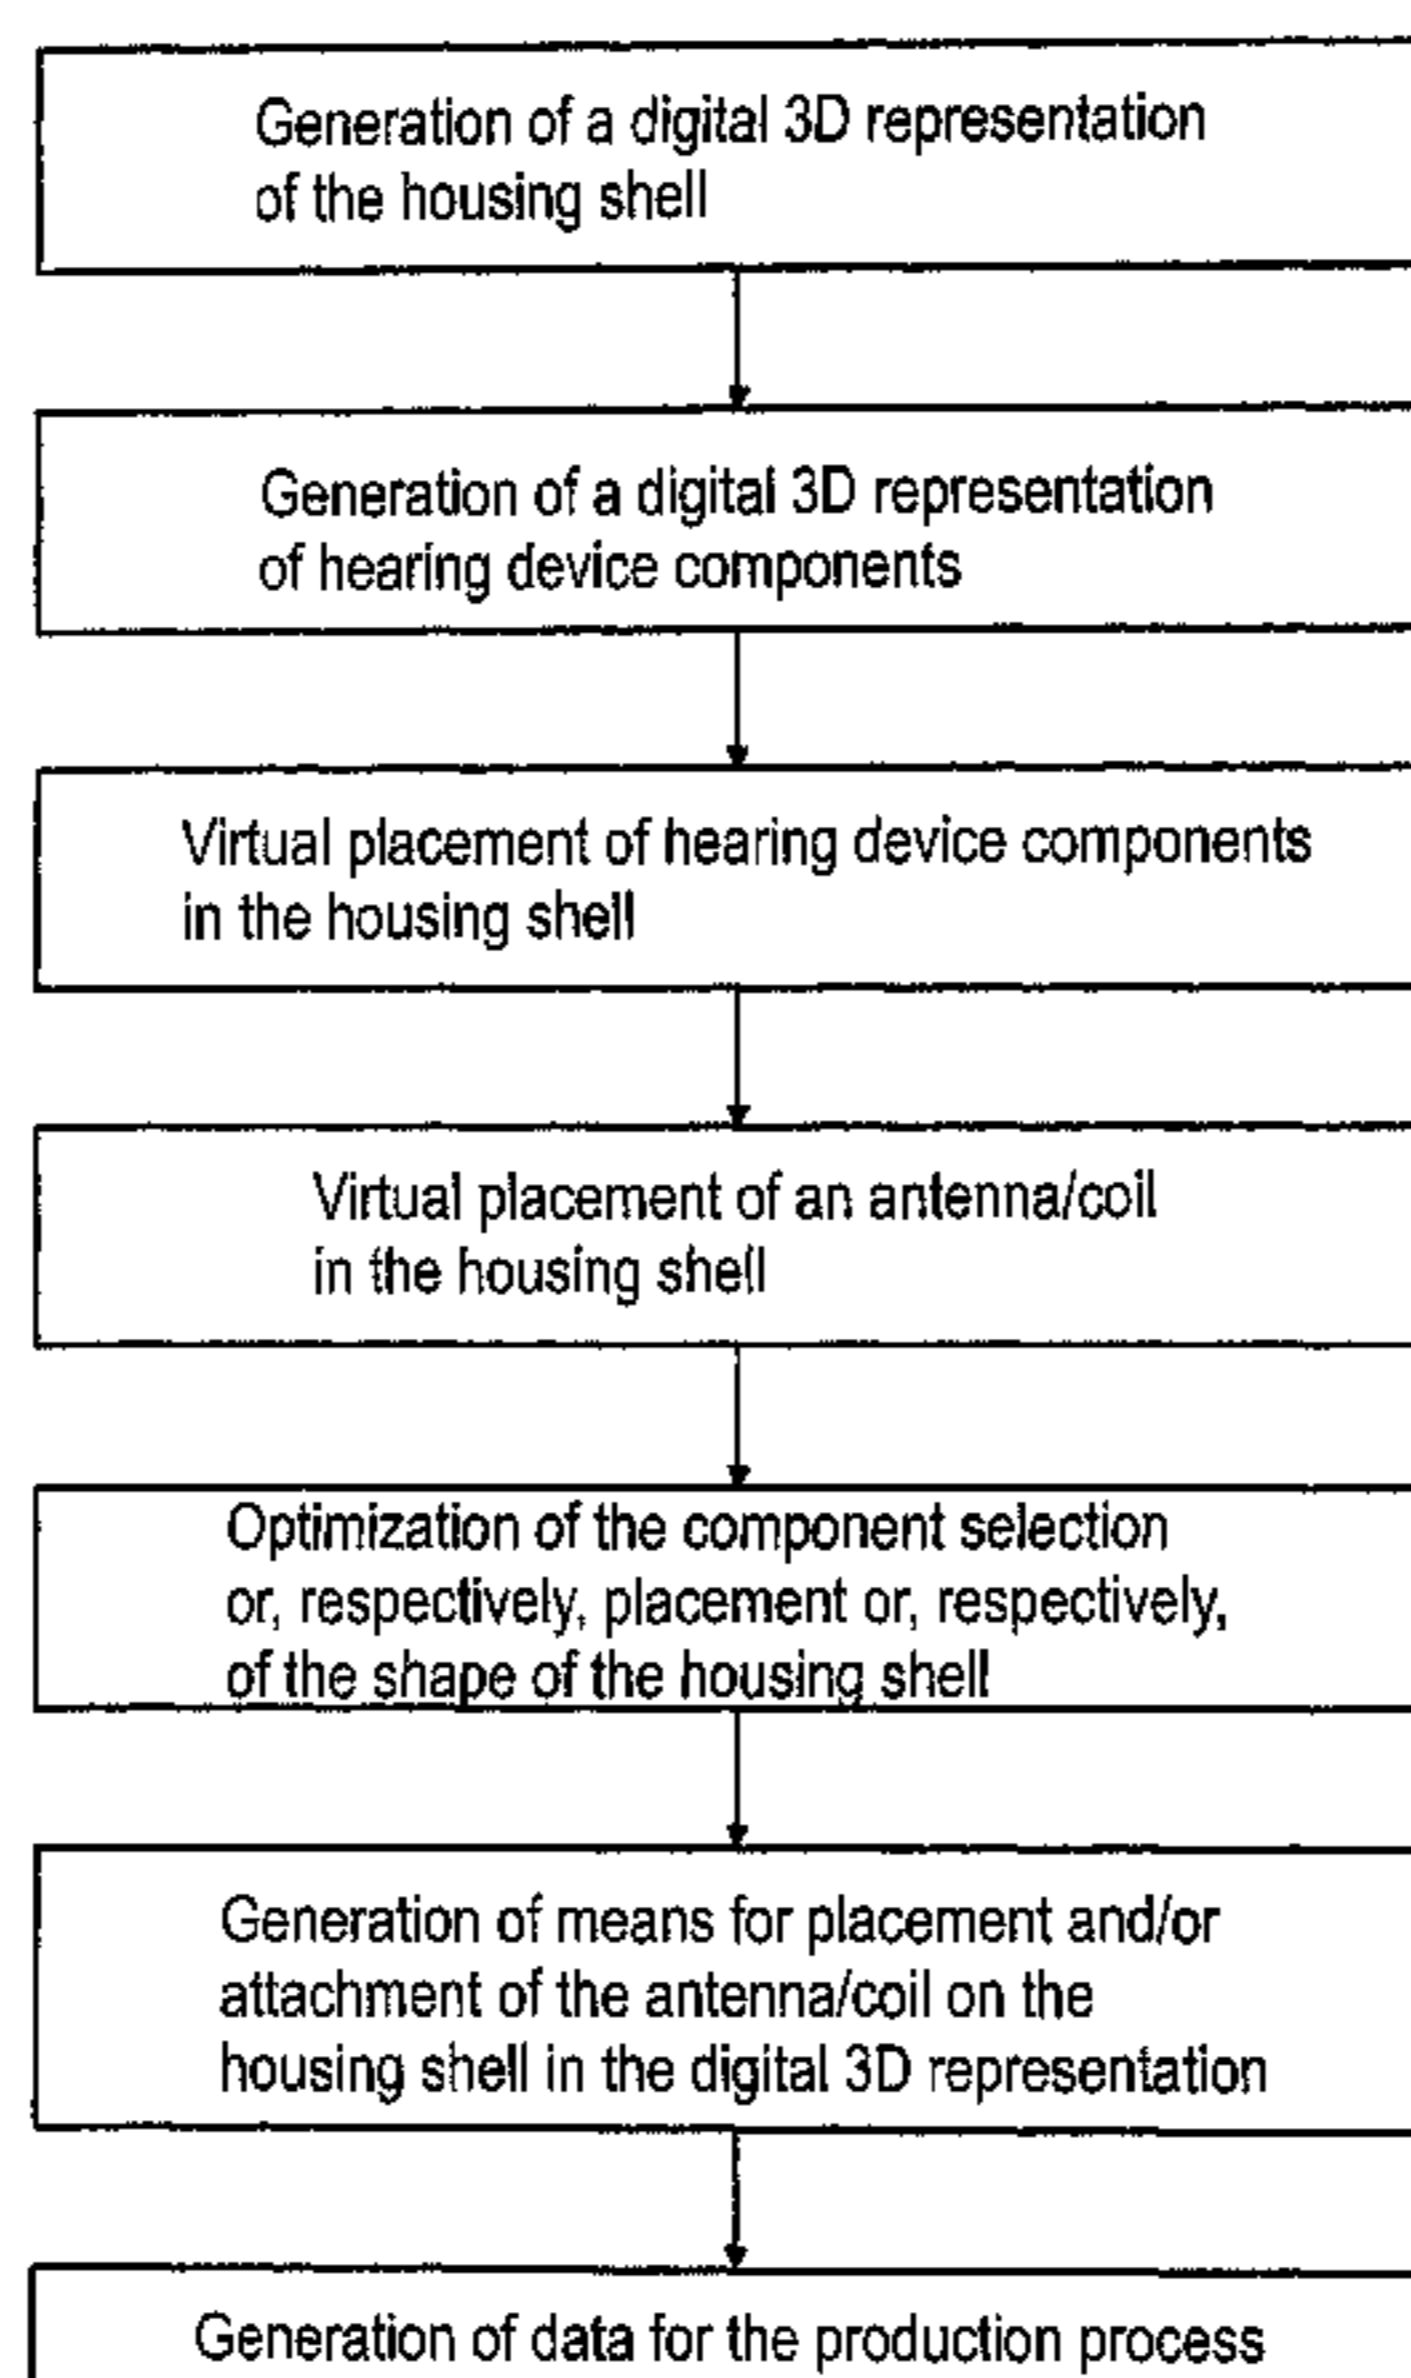 Generation of a digital 3D representation
of the housing shell
Generation of a digital 3D representation
of hearing device components
Virtual placement of hearing device components
in the housing shell
Virtual placement of an antenna/coil
in the housing shell
Optimization of the component selection
or, respectively, placement or, respectively,
of the shape of the housing shell
Generation of means for placement and/or
attachment of the antenna/coil on the
housing shell in the digital 3D representation
Generation of data for the production process